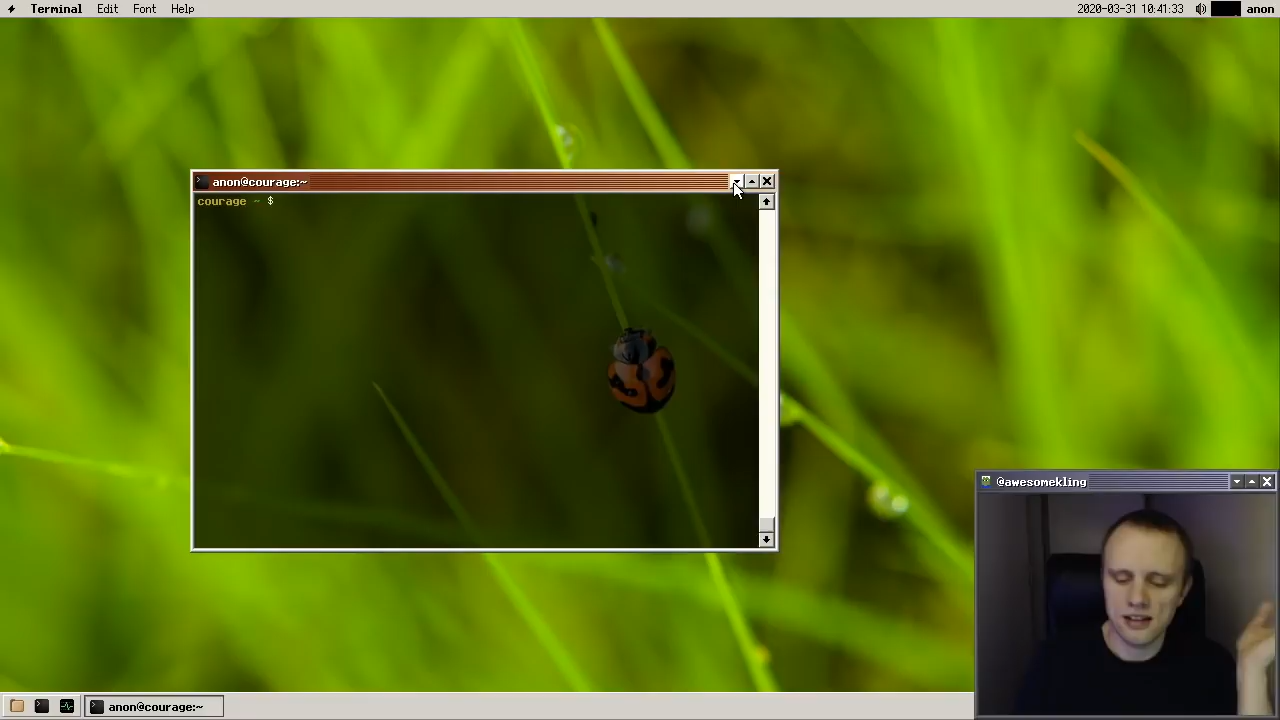 Terminal Edit Font Help 2020-03-31 10:41:33 anon
anon@courage:~
courage ~ $
@awesomekling
anon@courage:~